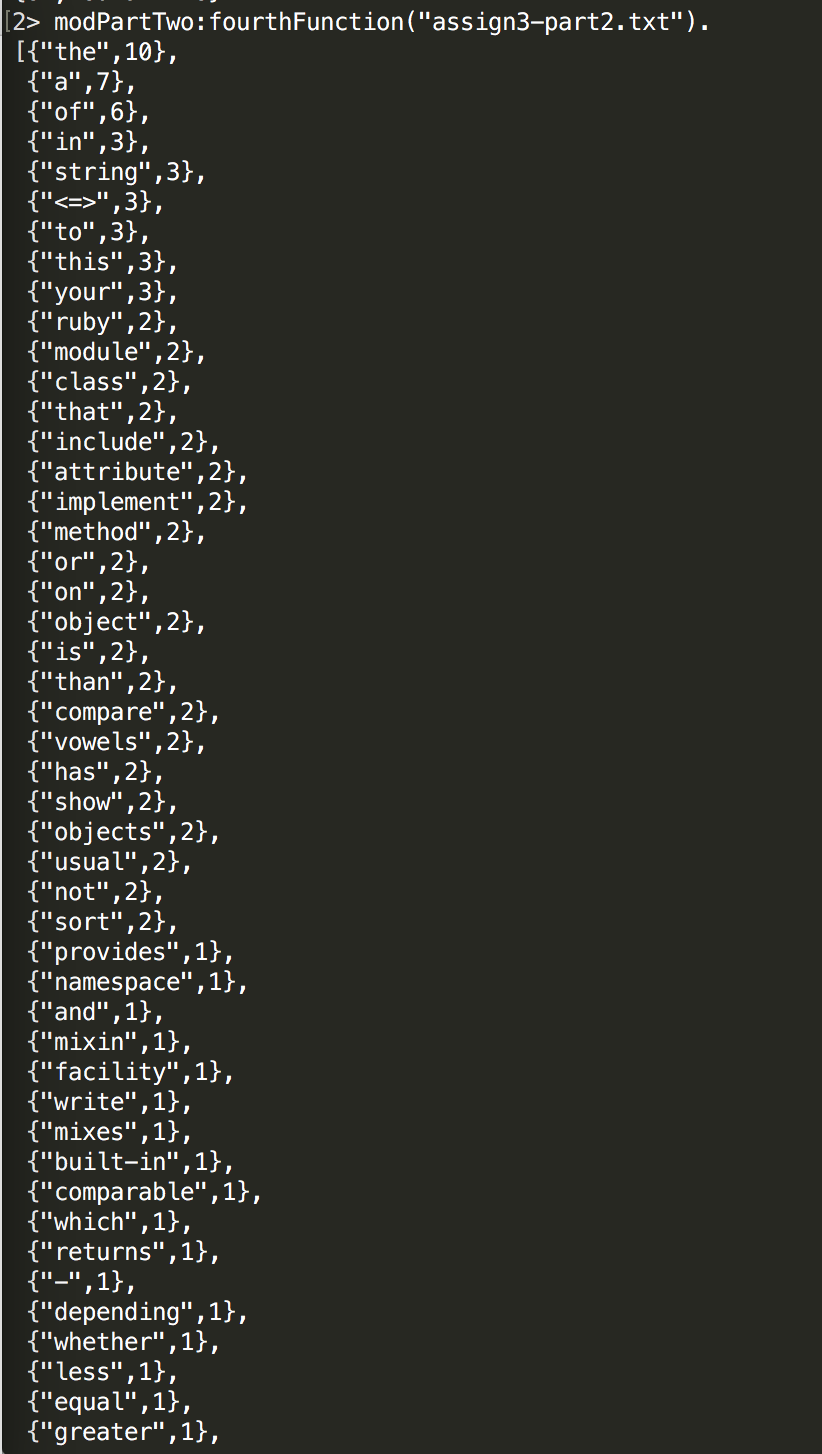 [2> modPartTwo:fourthFunction("assign3-part2.txt").
[{"the",10},
{"a",7},
{"of",6},
{"in",3},
{"string",3},
{"<=>",3},
{"to",3},
{"this",3},
{"your",3},
{"ruby",2},
{"module",2},
{"class",2},
{"that",2},
{"include",2},
{"attribute",2},
{"implement",2},
{"method",2},
{"or",2},
{"on",2},
{"object",2},
{"is",2},
{"than",2},
{"compare",2},
{"vowels",2},
{"has",2},
{"show",2},
{"objects",2},
{"usual",2},
{"not",2},
{"sort",2},
{"provides",1},
{"namespace",1},
{"and",1},
{"mixin",1},
{"facility",1},
{"write",1},
{"mixes",1},
{"built-in",1},
{"comparable",1},
{"which",1},
{"returns",1},
{"-",1},
{"depending",1},
{"whether",1},
{"less",1},
{"equal",1},
{"greater",1},